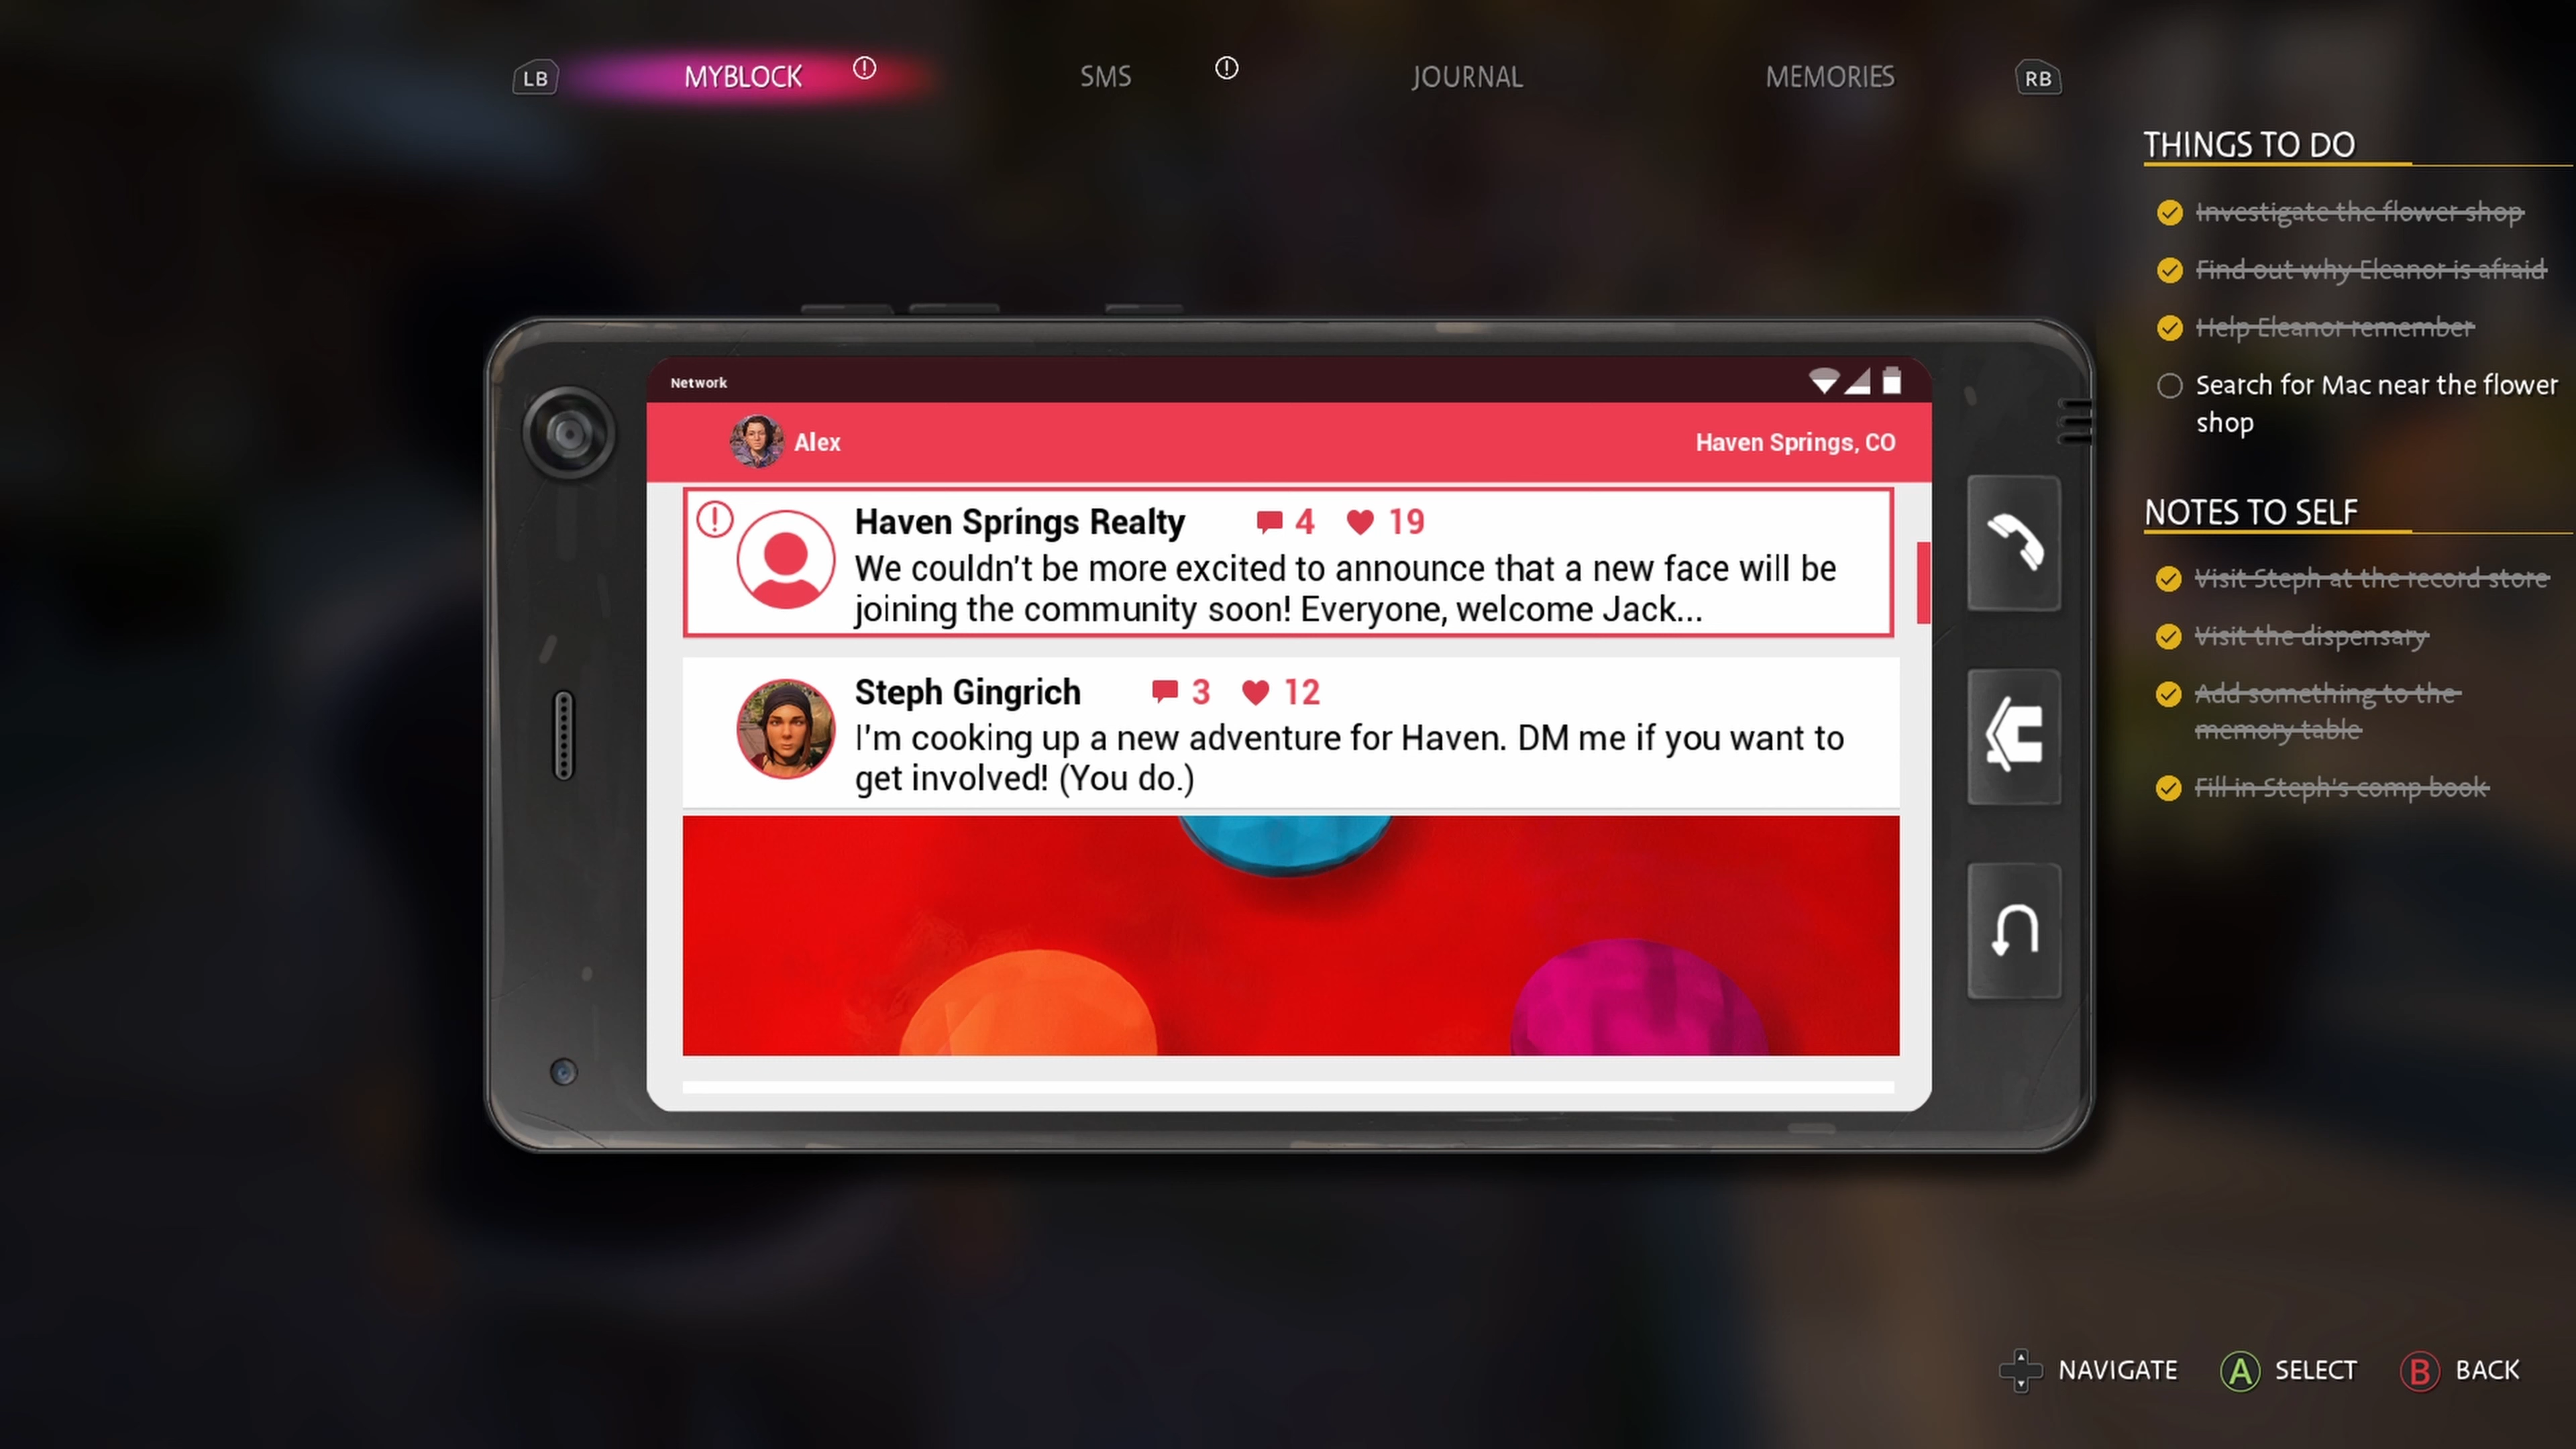 LB
MYBLOCK
SMS
JOURNAL
MEMORIES
RB
THINGS TO DO
Investigate the flower shop
Find out why Eleanor is afraid
Help Eleanor remember
Search for Mac near the flower
shop
NOTES TO SELF
Visit Steph at the record store
Visit the dispensary
Add something to the
memory table
Fill in Steph's comp book
Network
Alex
Haven Springs, CO
Haven Springs Realty 4 19
We couldn't be more excited to announce that a new face will be
joining the community soon! Everyone, welcome Jack...
Steph Gingrich 3 12
I'm cooking up a new adventure for Haven. DM me if you want to
get involved! (You do.)
NAVIGATE
A SELECT
B BACK